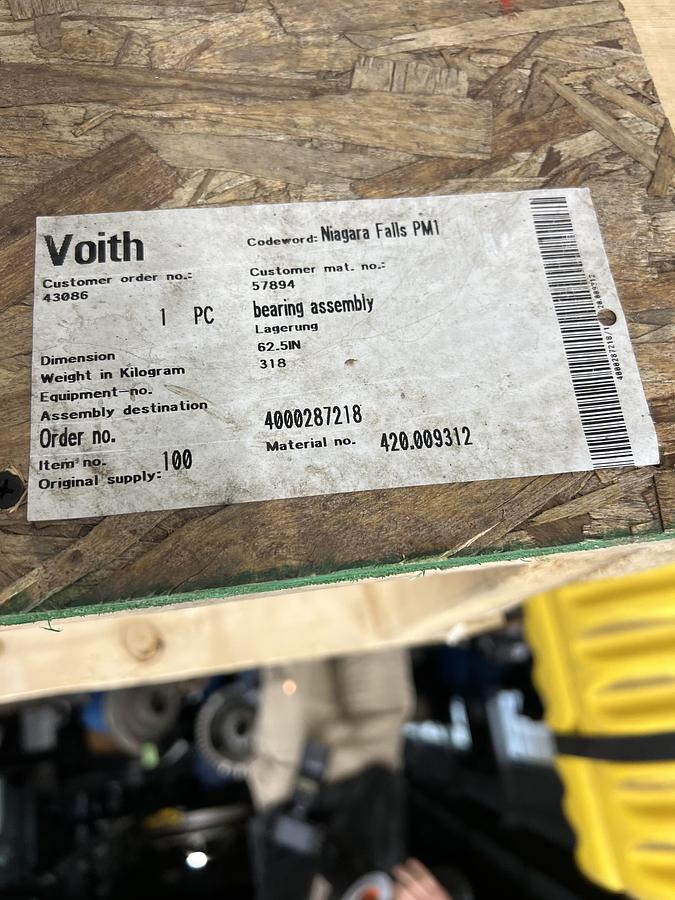 Voith
Codeword: Niagara Falls PM1
Customer order no.:
43086
Customer mat. no.:
57894
1 PC
bearing assembly
Lagerung
Dimension
62.5IN
Weight in Kilogram
318
Equipment-no.
Assembly destination
Order no.
4000287218
Item no.
100
Material no. 420.009312
Original supply: